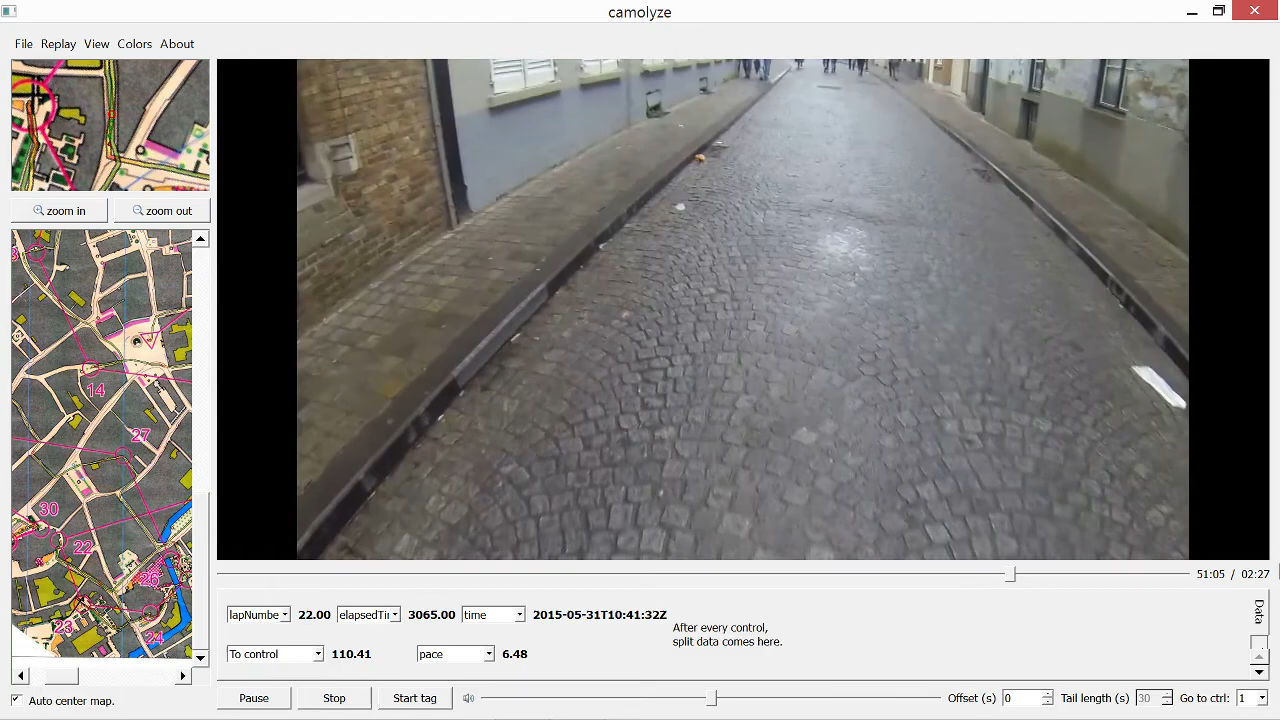 camolyze
File Replay View Colors About
zoom in zoom out
14
27
30
22
26
23
24
51:05 / 02:27
lapNumbe 22.00 elapsedTii 3065.00 time 2015-05-31T10:41:32Z
After every control,
split data comes here.
Data
To control 110.41 pace 6.48
Auto center map.
Pause Stop Start tag Offset (s) 0 Tail length (s) 30 Go to ctrl: 1